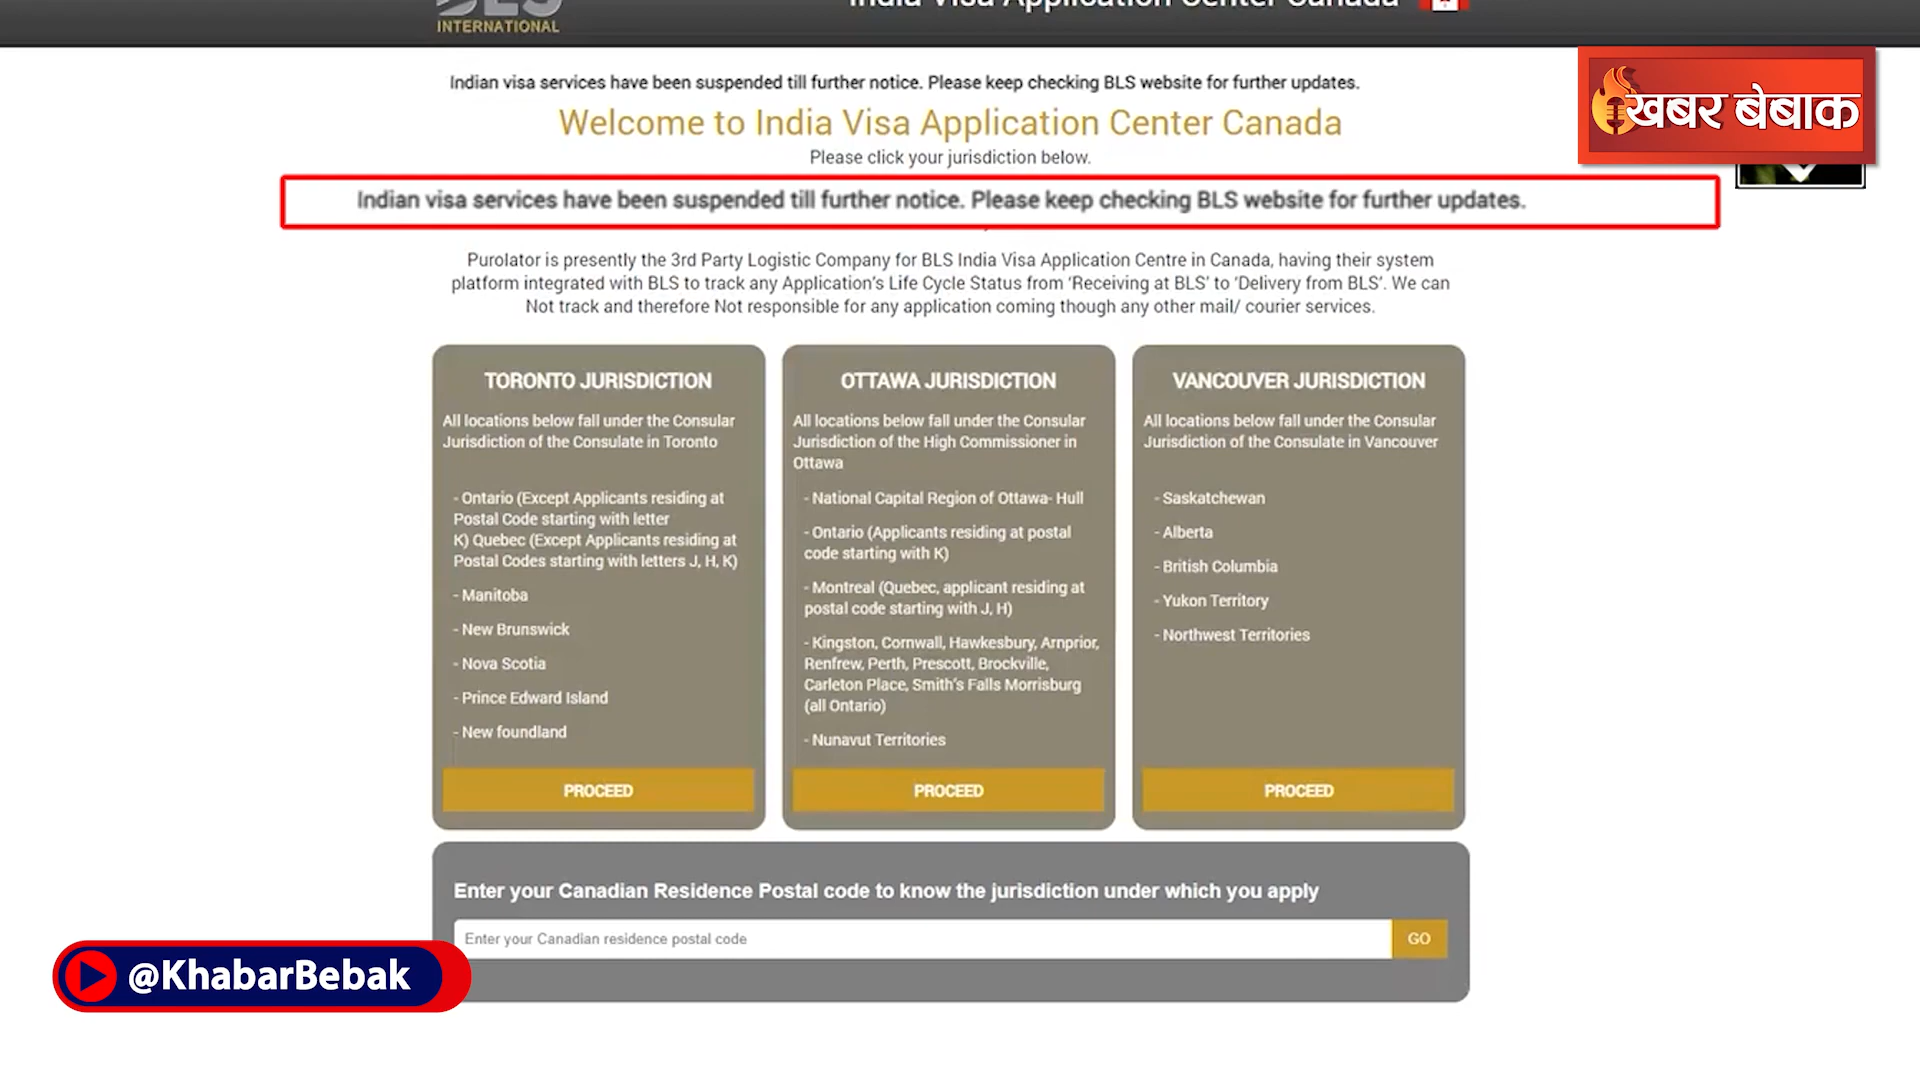 BLS
INTERNATIONAL
India Visa Application Center Canada
Indian visa services have been suspended till further notice. Please keep checking BLS website for further updates.
Welcome to India Visa Application Center Canada
Please click your jurisdiction below.
खबर बेबाक
Indian visa services have been suspended till further notice. Please keep checking BLS website for further updates.
Purolator is presently the 3rd Party Logistic Company for BLS India Visa Application Centre in Canada, having their system
platform integrated with BLS to track any Application's Life Cycle Status from 'Receiving at BLS' to 'Delivery from BLS'. We can
Not track and therefore Not responsible for any application coming though any other mail/ courier services.
TORONTO JURISDICTION
All locations below fall under the Consular
Jurisdiction of the Consulate in Toronto
- Ontario (Except Applicants residing at
Postal Code starting with letter
K) Quebec (Except Applicants residing at
Postal Codes starting with letters J, H, K)
- Manitoba
- New Brunswick
- Nova Scotia
- Prince Edward Island
- New foundland
PROCEED
OTTAWA JURISDICTION
All locations below fall under the Consular
Jurisdiction of the High Commissioner in
Ottawa
- National Capital Region of Ottawa- Hull
- Ontario (Applicants residing at postal
code starting with K)
- Montreal (Quebec, applicant residing at
postal code starting with J, H)
- Kingston, Cornwall, Hawkesbury, Arnprior,
Renfrew, Perth, Prescott, Brockville,
Carleton Place, Smith's Falls Morrisburg
(all Ontario)
- Nunavut Territories
PROCEED
VANCOUVER JURISDICTION
All locations below fall under the Consular
Jurisdiction of the Consulate in Vancouver
- Saskatchewan
- Alberta
- British Columbia
- Yukon Territory
- Northwest Territories
PROCEED
Enter your Canadian Residence Postal code to know the jurisdiction under which you apply
Enter your Canadian residence postal code
GO
@KhabarBebak